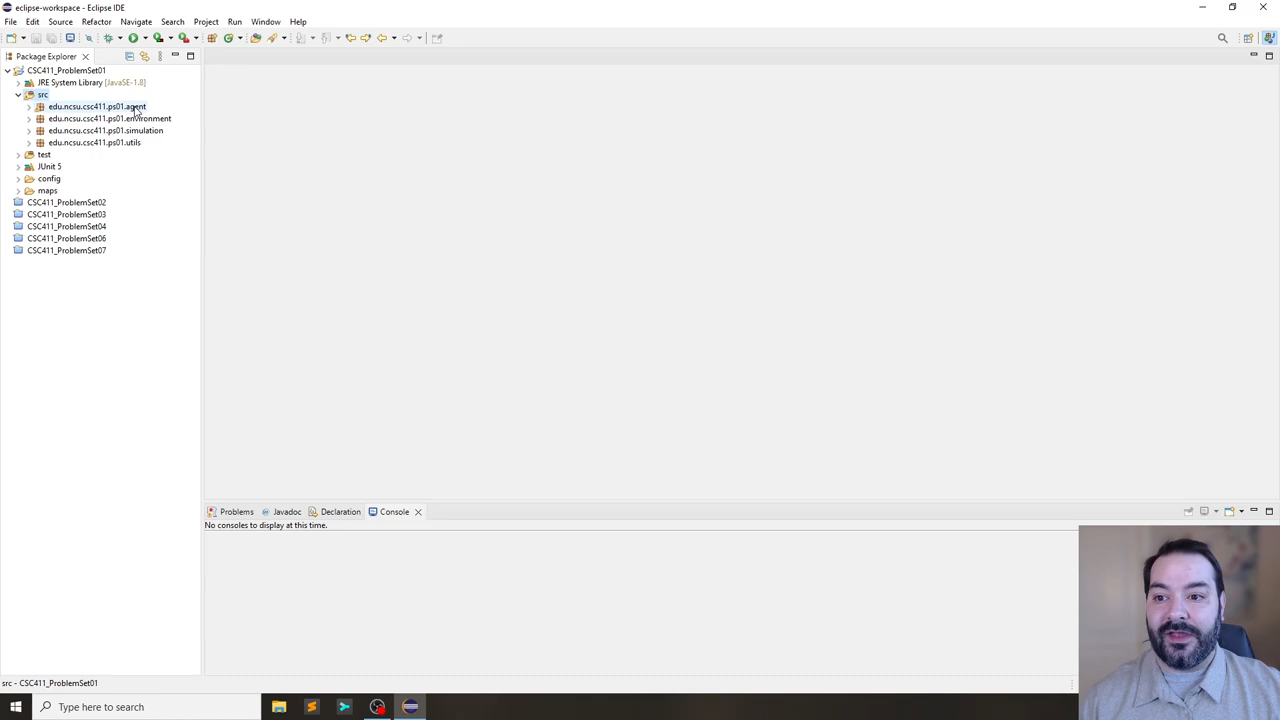 eclipse-workspace - Eclipse IDE
File Edit Source Refactor Navigate Search Project Run Window Help
Package Explorer
CSC411_ProblemSet01
JRE System Library [JavaSE-1.8]
src
edu.ncsu.csc411.ps01.agent
edu.ncsu.csc411.ps01.environment
edu.ncsu.csc411.ps01.simulation
edu.ncsu.csc411.ps01.utils
test
JUnit 5
config
maps
CSC411_ProblemSet02
CSC411_ProblemSet03
CSC411_ProblemSet04
CSC411_ProblemSet06
CSC411_ProblemSet07
Problems Javadoc Declaration Console
No consoles to display at this time.
src - CSC411_ProblemSet01
Type here to search